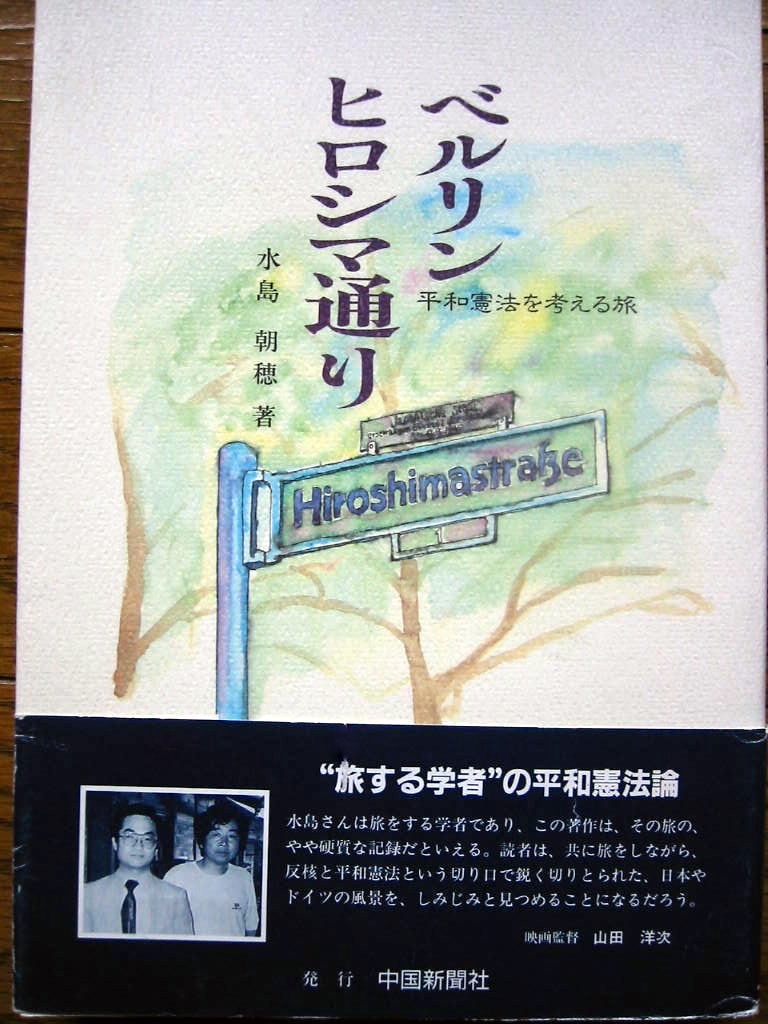 ベルリン
ヒロシマ通り
平和憲法を考える旅
水島 朝穂 著
Hiroshimastraße
“旅する学者”の平和憲法論
水島さんは旅をする学者であり、この著作は、その旅の、
やや硬質な記録だといえる。読者は、共に旅をしながら、
反核と平和憲法という切り口で鋭く切りとられた、日本や
ドイツの風景を、しみじみと見つめることになるだろう。
映画監督 山田 洋次
発行 中国新聞社